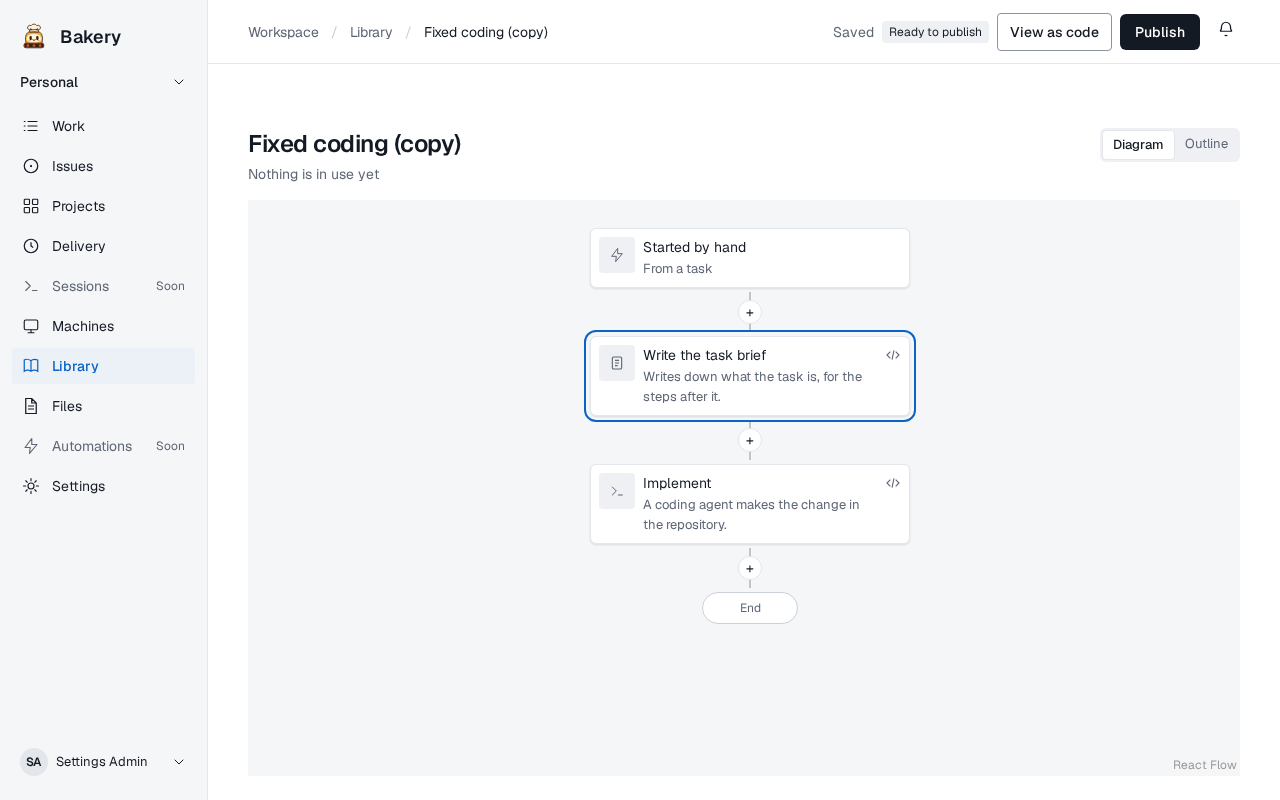 Bakery
Personal
Work
Issues
Projects
Delivery
Sessions Soon
Machines
Library
Files
Automations Soon
Settings
SA Settings Admin
Workspace / Library / Fixed coding (copy)
Saved Ready to publish View as code Publish
Fixed coding (copy)
Nothing is in use yet
Diagram Outline
Started by hand
From a task
+
Write the task brief
Writes down what the task is, for the
steps after it.
+
Implement
A coding agent makes the change in
the repository.
+
End
React Flow